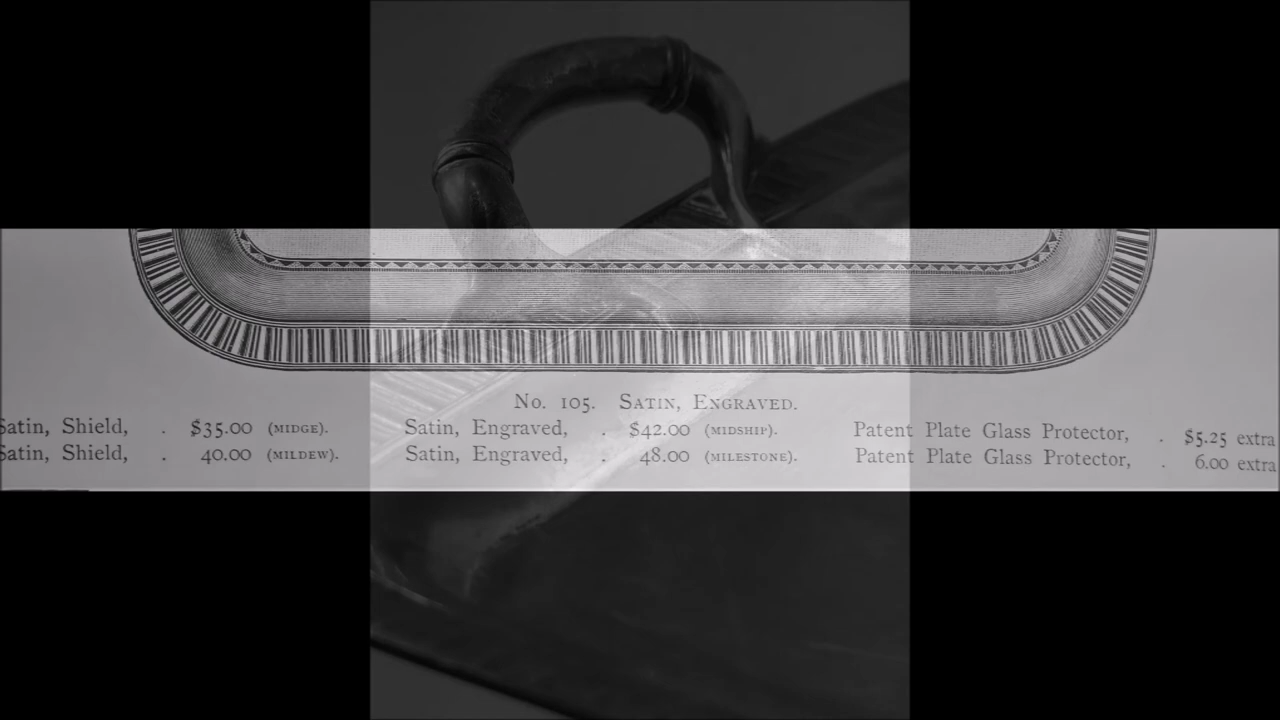 No. 105. Satin, Engraved.
Satin, Shield, . $35.00 (MIDGE). Satin, Engraved, . $42.00 (MIDSHIP). Patent Plate Glass Protector, . $5.25 extra
Satin, Shield, . 40.00 (MILDEW). Satin, Engraved, . 48.00 (MILESTONE). Patent Plate Glass Protector, . 6.00 extra